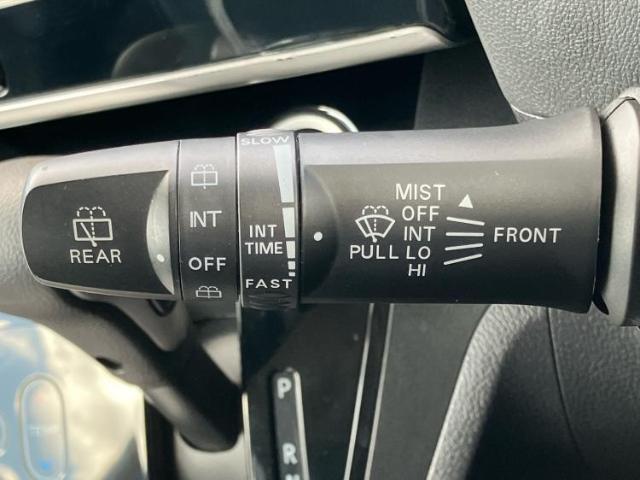 REAR
INT
OFF
SLOW
INT
TIME
FAST
MIST
OFF
INT
PULL LO
HI
FRONT
P
R
N